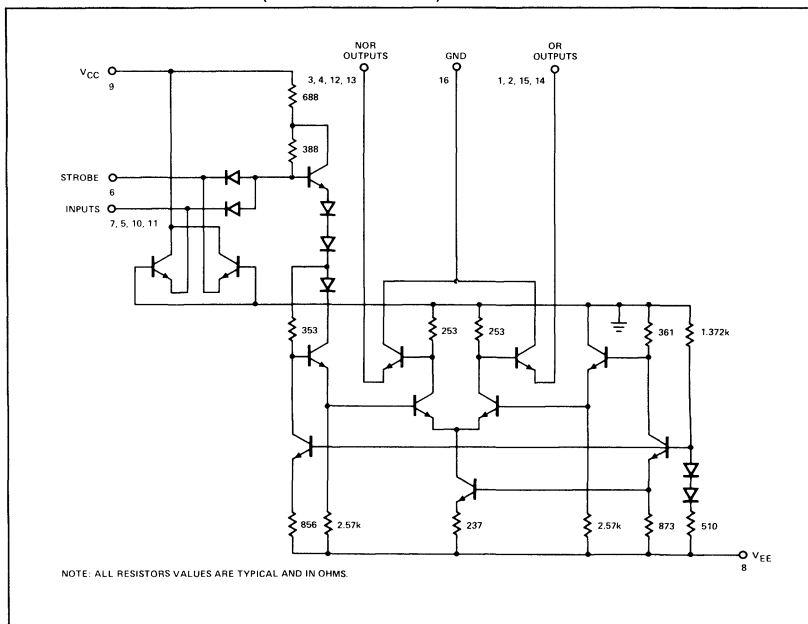 NOR
OUTPUTS
3, 4, 12, 13
GND
16
OR
OUTPUTS
1, 2, 15, 14
VCC
9
688
388
STROBE
6
INPUTS
7, 5, 10, 11
353
253
253
361
1.372k
856
2.57k
237
2.57k
873
510
VEE
8
NOTE: ALL RESISTORS VALUES ARE TYPICAL AND IN OHMS.